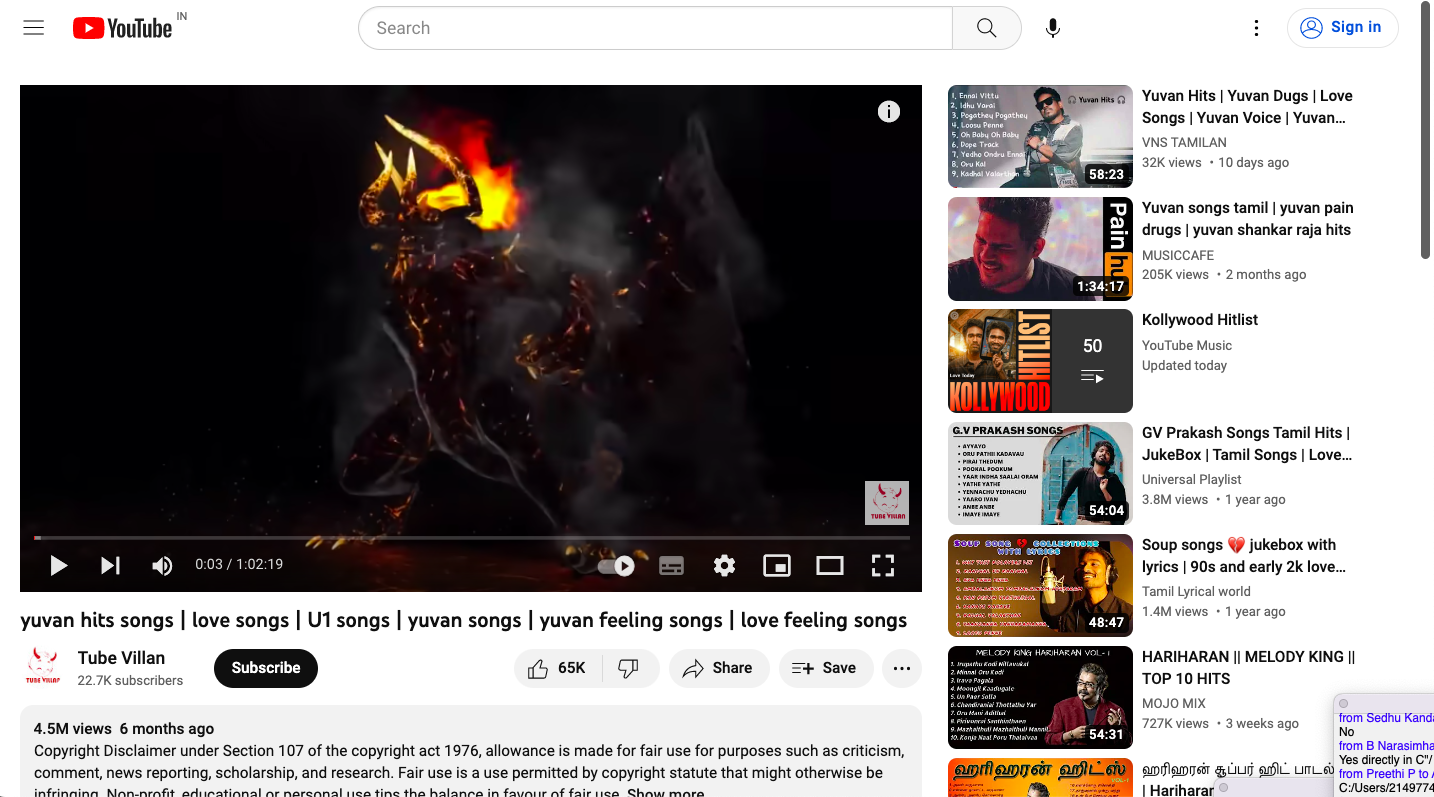 YouTube IN
Search
Sign in
TUBE VILLAN
0:03 / 1:02:19
yuvan hits songs | love songs | U1 songs | yuvan songs | yuvan feeling songs | love feeling songs
Tube Villan
22.7K subscribers
Subscribe
65K
Share
Save
4.5M views 6 months ago
Copyright Disclaimer under Section 107 of the copyright act 1976, allowance is made for fair use for purposes such as criticism,
comment, news reporting, scholarship, and research. Fair use is a use permitted by copyright statute that might otherwise be
infringing. Non-profit, educational or personal use tips the balance in favour of fair use. Show more
1, Ennai Vittu
2, Idhu Varai
3, Pogathey Pogathey
4, Loosu Penne
5, Oh Baby Oh Baby
6, Dope Track
7, Yedho Ondru Ennai
8, Oru Kal
9, Kadhal Valarthen
Yuvan Hits
58:23
Yuvan Hits | Yuvan Dugs | Love
Songs | Yuvan Voice | Yuvan…
VNS TAMILAN
32K views • 10 days ago
Pain
hu
1:34:17
Yuvan songs tamil | yuvan pain
drugs | yuvan shankar raja hits
MUSICCAFE
205K views • 2 months ago
Love Today
KOLLYWOOD
HITLIST
50
Kollywood Hitlist
YouTube Music
Updated today
G.V PRAKASH SONGS
• AYYAYO
• ORU PATHII KADAVAU
• PIRAI THEDUM
• POOKAL POOKUM
• YAAR INDHA SAALAI ORAM
• YATHE YATHE
• YENNACHU YEDHACHU
• YAARO IVAN
• ANBE ANBE
• IMAYE IMAYE
54:04
GV Prakash Songs Tamil Hits |
JukeBox | Tamil Songs | Love…
Universal Playlist
3.8M views • 1 year ago
SOUP SONG 💔 COLLECTIONS
WITH LYRICS
48:47
Soup songs 💔 jukebox with
lyrics | 90s and early 2k love…
Tamil Lyrical world
1.4M views • 1 year ago
MELODY KING HARIHARAN VOL-1
1. Irupathu Kodi Nillavukal
2. Minnal Oru Kodi
3. Irava Pagala
4. Moongil Kaadugale
5. Un Paer Solla
6. Chandiraniai Thottathu Yar
7. Oru Mani Adithal
8. Pirivonrai Santhinthaen
9. Mazhaithuli Mazhaithuli Mannil
10. Konja Naal Poru Thalaivaa
54:31
HARIHARAN || MELODY KING ||
TOP 10 HITS
MOJO MIX
727K views • 3 weeks ago
ஹரிஹரன் ஹிட்ஸ்
VOL-1
ஹரிஹரன் சூப்பர் ஹிட் பாடல்
| Hariharar
from Sedhu Kanda
No
from B Narasimha
Yes directly in C"/
from Preethi P to A
C:/Users/2149774